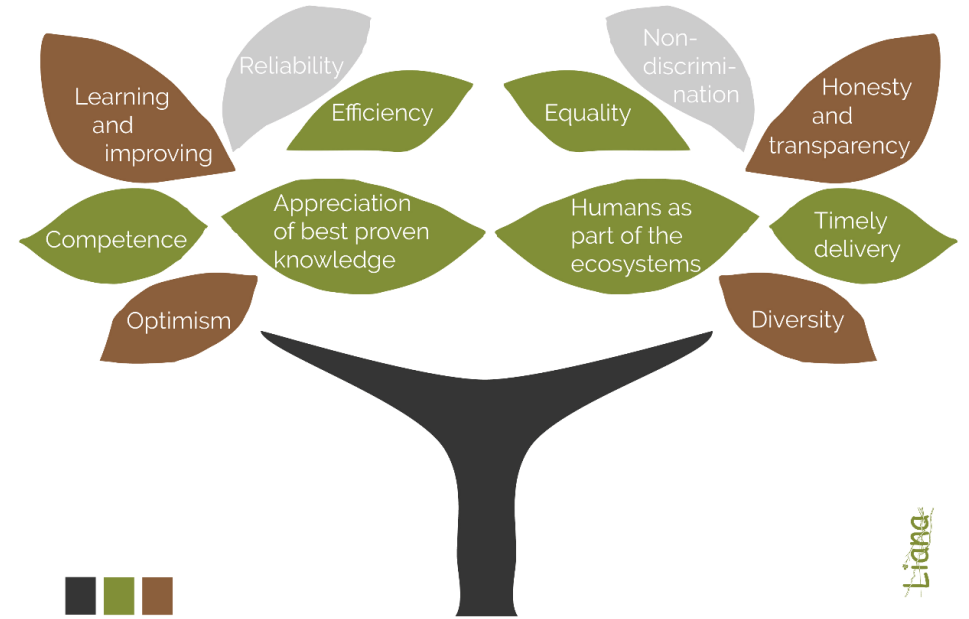 Reliability
Non-
discrimi-
nation
Learning
and
improving
Efficiency
Equality
Honesty
and
transparency
Competence
Appreciation
of best proven
knowledge
Humans as
part of the
ecosystems
Timely
delivery
Optimism
Diversity
Liana